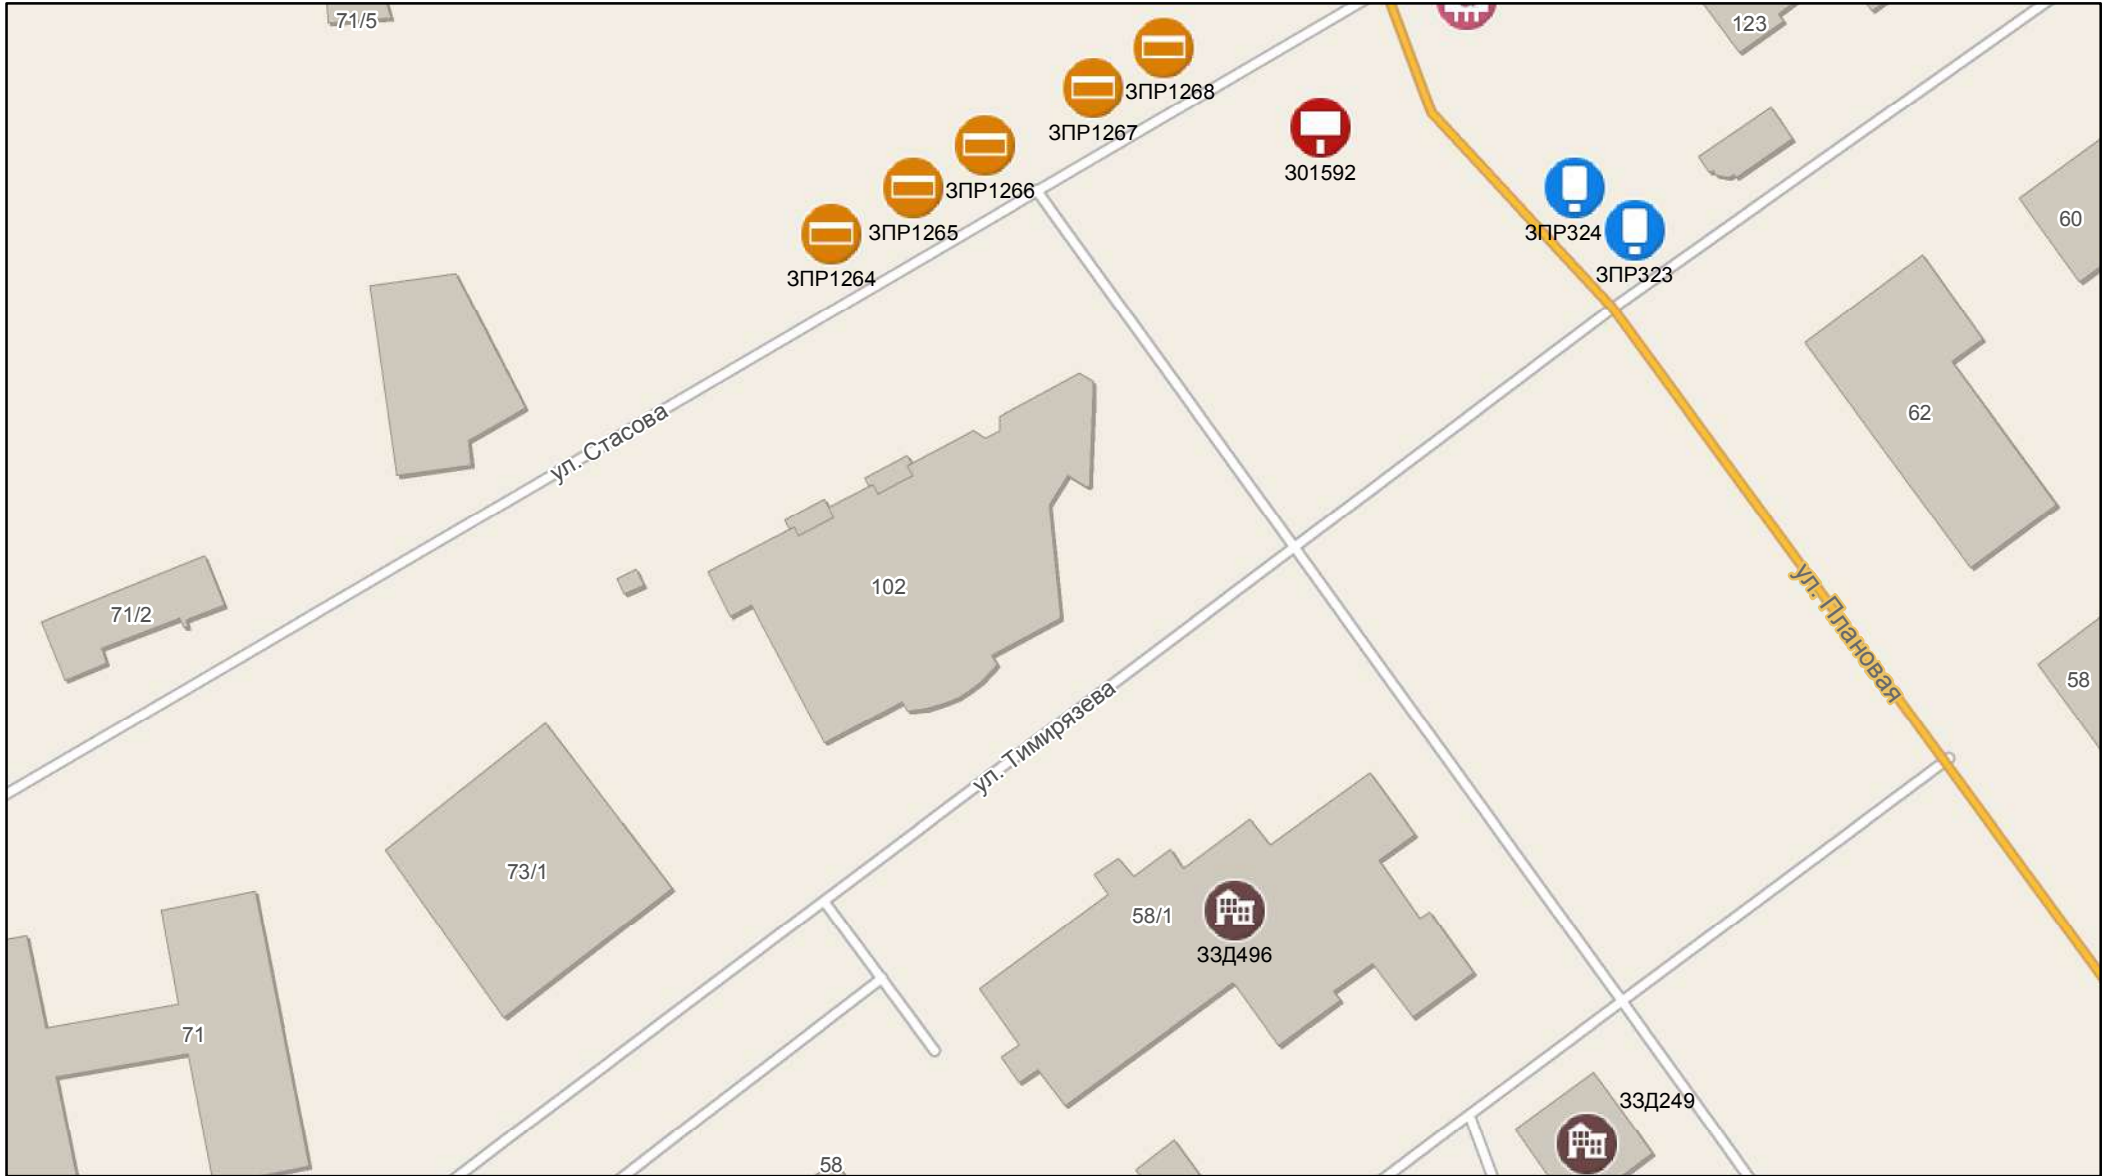 71/5
123
ЗПР1268
ЗПР1267
301592
ЗПР1266
60
ЗПР1265
ЗПР324
ЗПР323
ЗПР1264
62
ул. Стасова
102
71/2
ул. Плановая
58
ул. Тимирязева
73/1
58/1
ЗЗД496
71
ЗЗД249
58